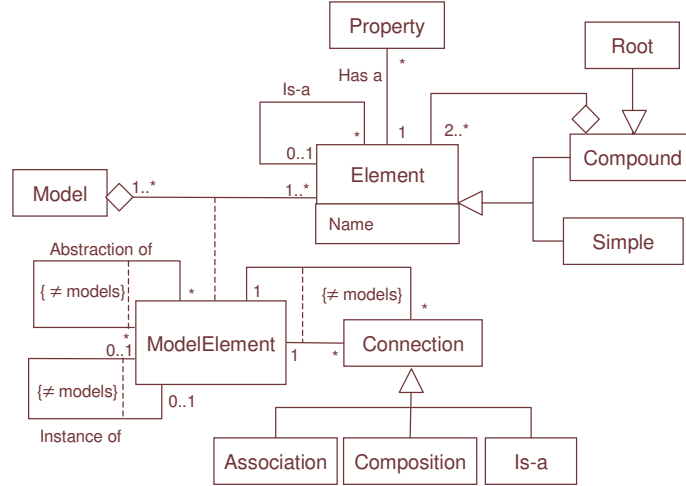 Property
Root
Has a
*
Is-a
*
1
2..*
0..1
Element
Compound
Model
1..*
1..*
Name
Simple
Abstraction of
{ ≠ models}
*
1
{≠ models}
*
*
0..1
ModelElement
1
*
Connection
{≠ models}
0..1
Instance of
Association
Composition
Is-a